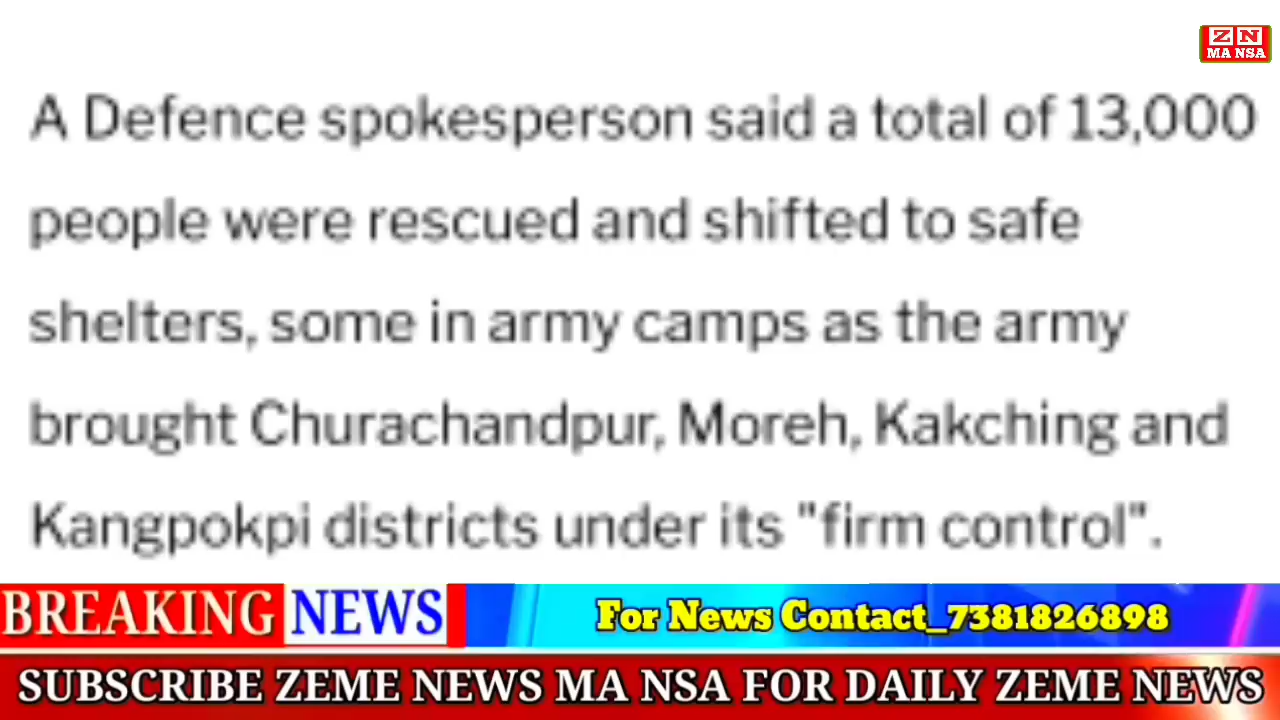 Z N
MA NSA
A Defence spokesperson said a total of 13,000
people were rescued and shifted to safe
shelters, some in army camps as the army
brought Churachandpur, Moreh, Kakching and
Kangpokpi districts under its "firm control".
BREAKING NEWS
For News Contact_7381826898
SUBSCRIBE ZEME NEWS MA NSA FOR DAILY ZEME NEWS